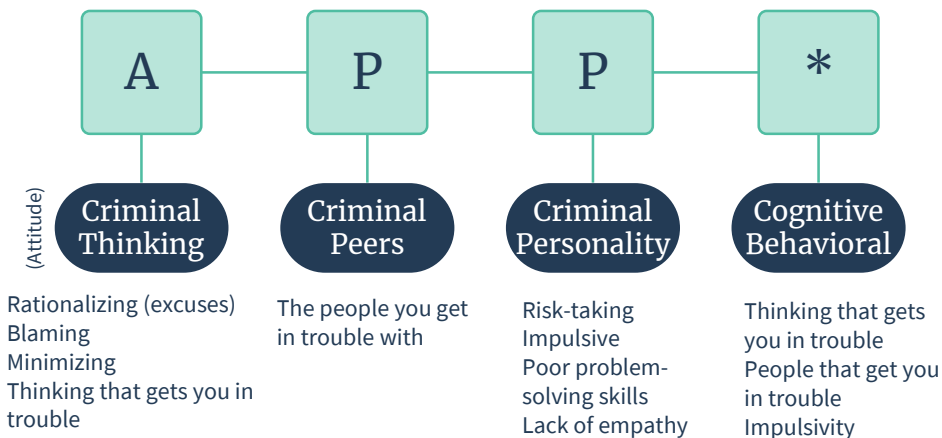 A
P
P
*
(Attitude)
Criminal
Thinking
Criminal
Peers
Criminal
Personality
Cognitive
Behavioral
Rationalizing (excuses)
Blaming
Minimizing
Thinking that gets you in
trouble
The people you get
in trouble with
Risk-taking
Impulsive
Poor problem-
solving skills
Lack of empathy
Thinking that gets
you in trouble
People that get you
in trouble
Impulsivity